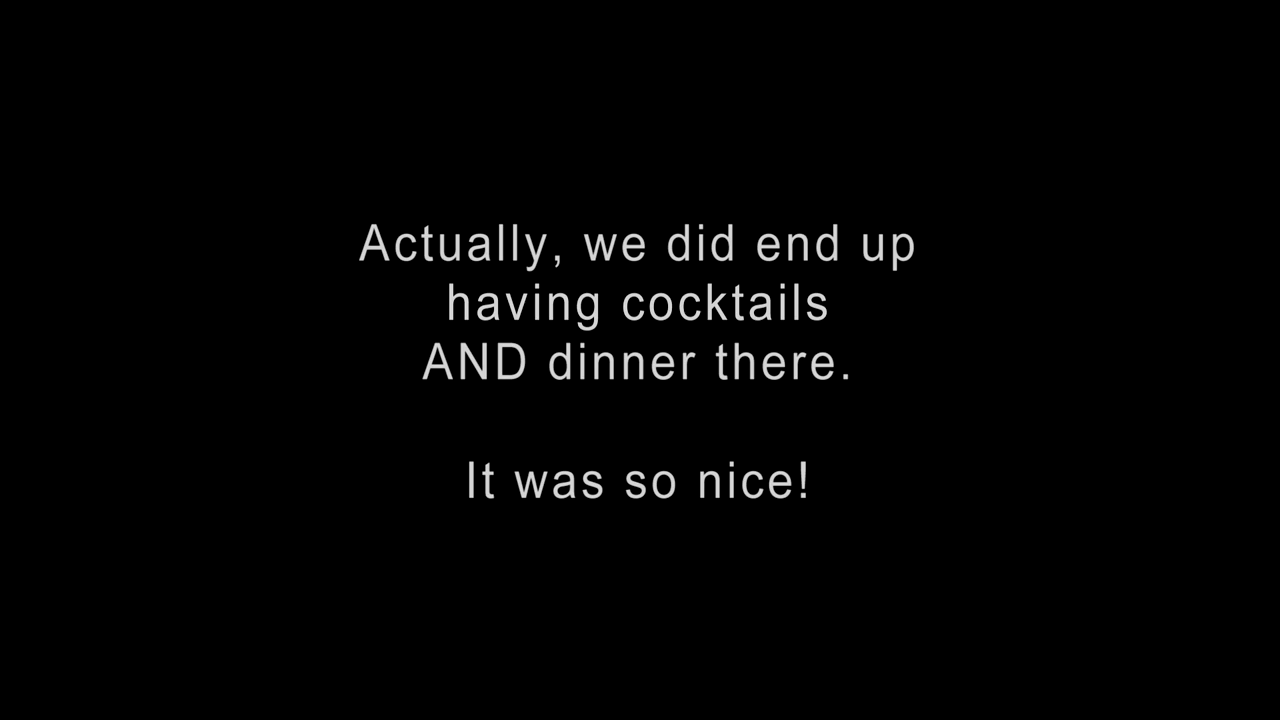 Actually, we did end up
having cocktails
AND dinner there.
It was so nice!